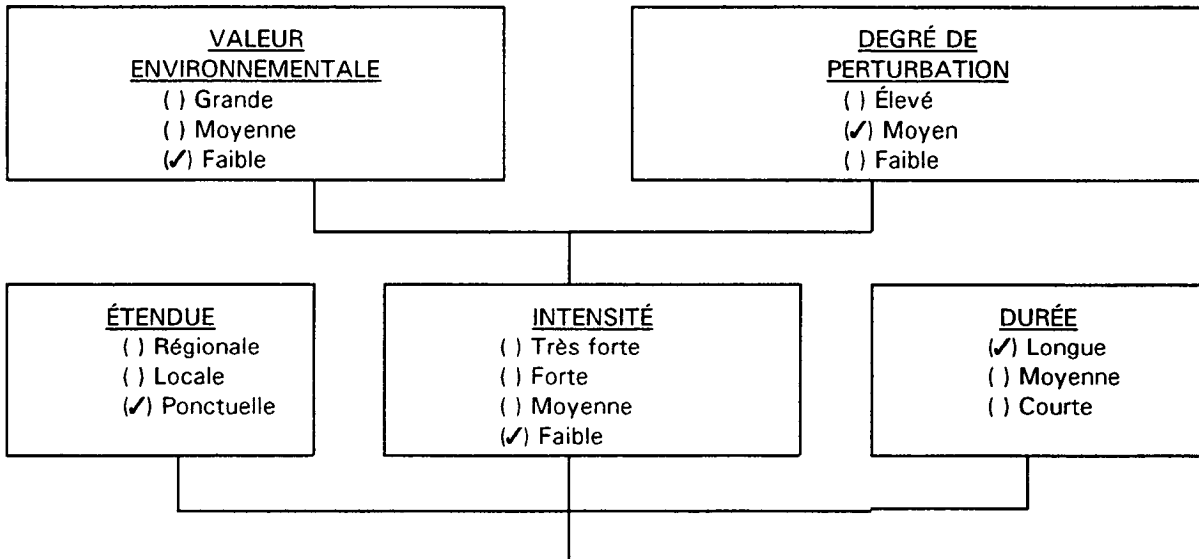 VALEUR
ENVIRONNEMENTALE
( ) Grande
( ) Moyenne
(✓) Faible
DEGRÉ DE
PERTURBATION
( ) Élevé
(✓) Moyen
( ) Faible
ÉTENDUE
( ) Régionale
( ) Locale
(✓) Ponctuelle
INTENSITÉ
( ) Très forte
( ) Forte
( ) Moyenne
(✓) Faible
DURÉE
(✓) Longue
( ) Moyenne
( ) Courte